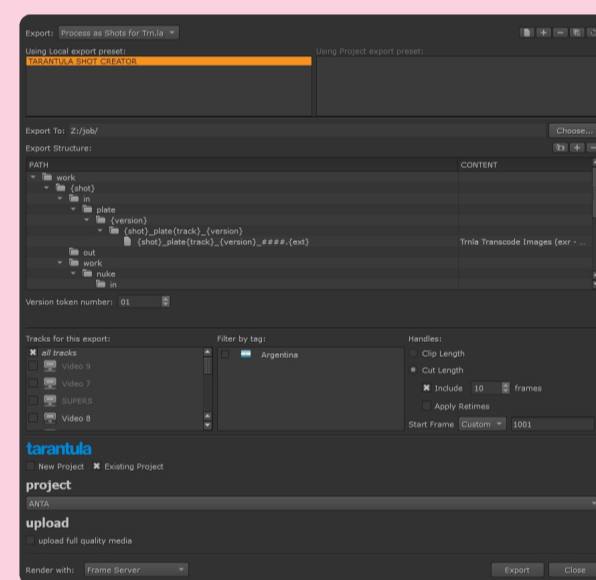 Export: Process as Shots for Trn.la
Using Local export preset: Using Project export preset:
TARANTULA SHOT CREATOR
Export To: Z:/job/ Choose...
Export Structure:
PATH CONTENT
work
{shot}
in
plate
{version}
{shot}_plate{track}_{version}
{shot}_plate{track}_{version}_####.{ext} Trnla Transcode Images (exr - ...
out
work
nuke
in
Version token number: 01
Tracks for this export: Filter by tag: Handles:
all tracks Argentina Clip Length
Video 9 Cut Length
Video 7 Include 10 frames
SUPERS Apply Retimes
Video 8 Start Frame Custom 1001
tarantula
New Project Existing Project
project
ANTA
upload
upload full quality media
Render with: Frame Server Export Close